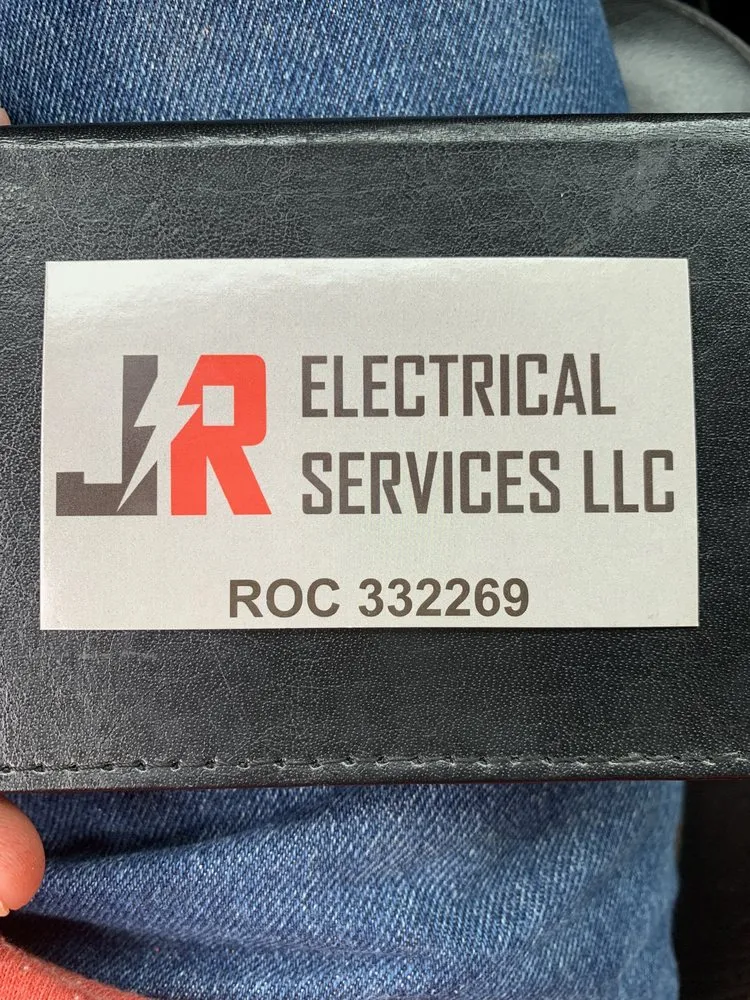 JR ELECTRICAL
SERVICES LLC
ROC 332269